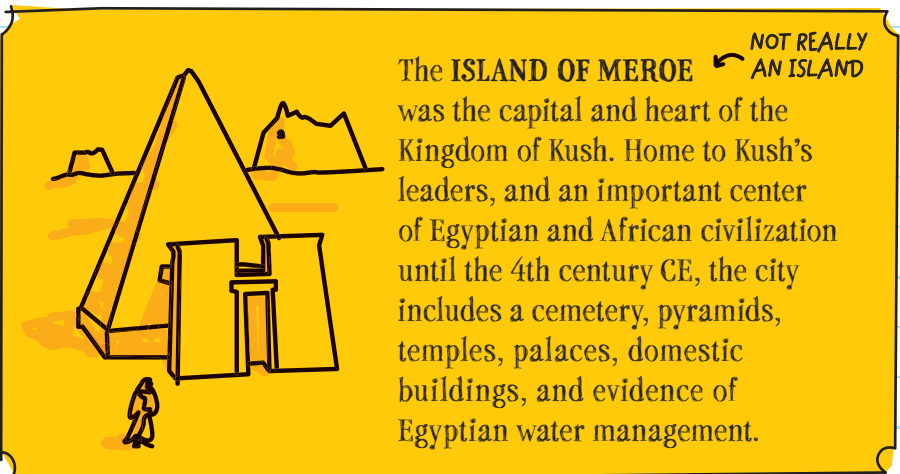 The ISLAND OF MEROE
NOT REALLY
AN ISLAND
was the capital and heart of the
Kingdom of Kush. Home to Kush’s
leaders, and an important center
of Egyptian and African civilization
until the 4th century CE, the city
includes a cemetery, pyramids,
temples, palaces, domestic
buildings, and evidence of
Egyptian water management.